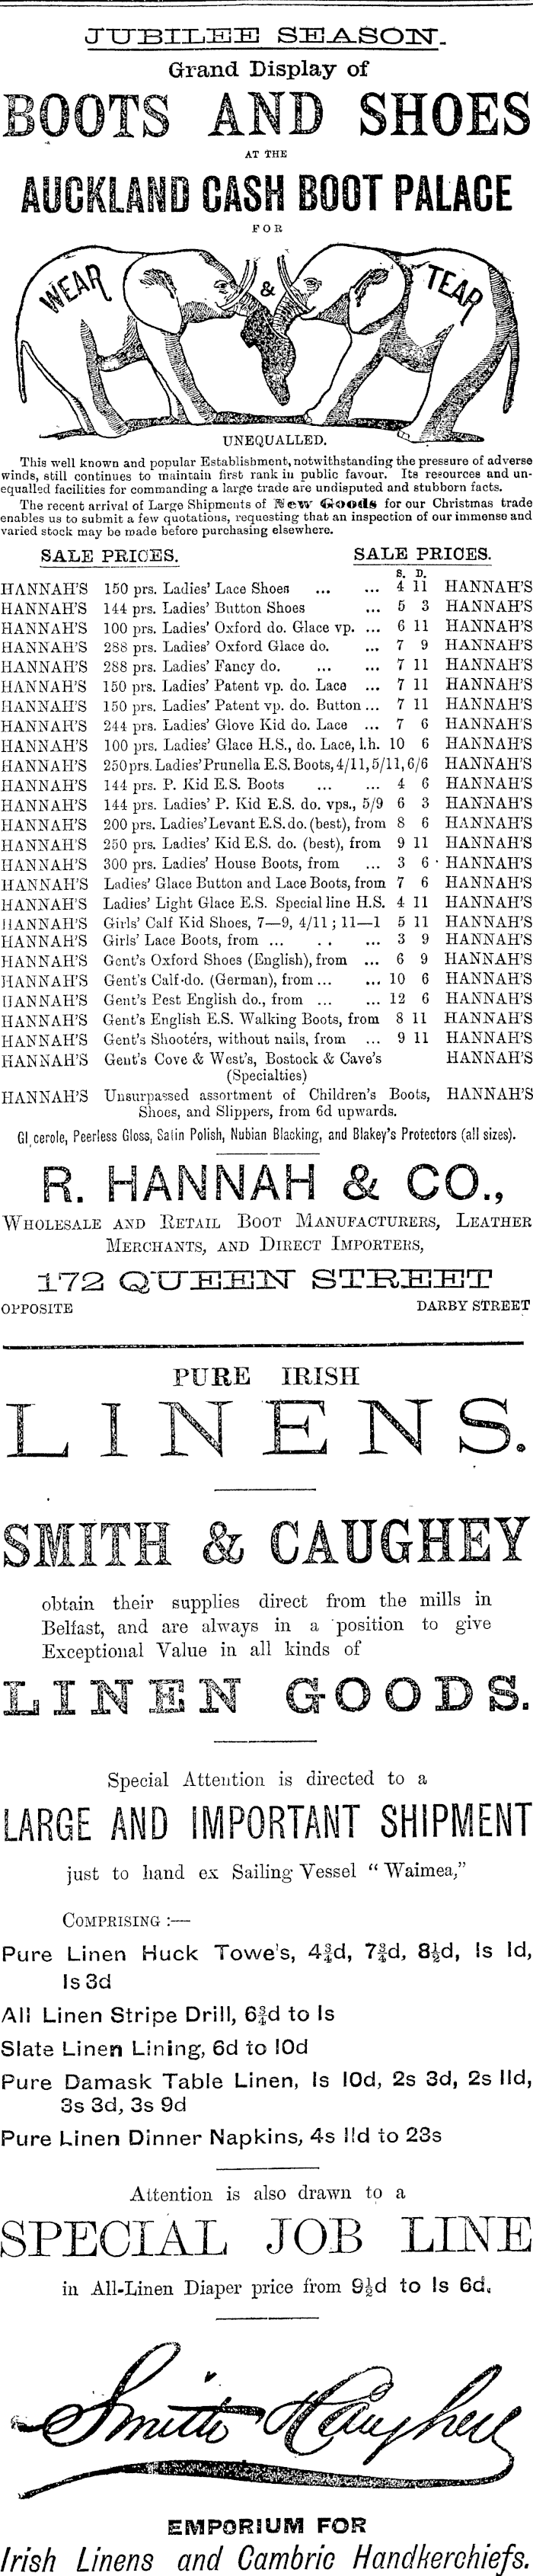 JUBILEE SEASON.
Grand Display of
BOOTS AND SHOES
AT THE
AUCKLAND CASH BOOT PALACE
FOR
WEAR & TEAR
UNEQUALLED.
This well known and popular Establishment, notwithstanding the pressure of adverse
winds, still continues to maintain first rank in public favour. Its resources and un-
equalled facilities for commanding a large trade are undisputed and stubborn facts.
The recent arrival of Large Shipments of New Goods for our Christmas trade
enables us to submit a few quotations, requesting that an inspection of our immense and
varied stock may be made before purchasing elsewhere.
SALE PRICES. SALE PRICES.
S. D.
HANNAH'S 150 prs. Ladies' Lace Shoes ... ... 4 11 HANNAH'S
HANNAH'S 144 prs. Ladies' Button Shoes ... 5 3 HANNAH'S
HANNAH'S 100 prs. Ladies' Oxford do. Glace vp. ... 6 11 HANNAH'S
HANNAH'S 288 prs. Ladies' Oxford Glace do. ... 7 9 HANNAH'S
HANNAH'S 288 prs. Ladies' Fancy do. ... ... 7 11 HANNAH'S
HANNAH'S 150 prs. Ladies' Patent vp. do. Lace ... 7 11 HANNAH'S
HANNAH'S 150 prs. Ladies' Patent vp. do. Button ... 7 11 HANNAH'S
HANNAH'S 244 prs. Ladies' Glove Kid do. Lace ... 7 6 HANNAH'S
HANNAH'S 100 prs. Ladies' Glace H.S., do. Lace, l.h. 10 6 HANNAH'S
HANNAH'S 250 prs. Ladies' Prunella E.S. Boots, 4/11, 5/11, 6/6 HANNAH'S
HANNAH'S 144 prs. P. Kid E.S. Boots ... ... 4 6 HANNAH'S
HANNAH'S 144 prs. Ladies' P. Kid E.S. do. vps., 5/9 6 3 HANNAH'S
HANNAH'S 200 prs. Ladies' Levant E.S. do. (best), from 8 6 HANNAH'S
HANNAH'S 250 prs. Ladies' Kid E.S. do. (best), from 9 11 HANNAH'S
HANNAH'S 300 prs. Ladies' House Boots, from ... 3 6 HANNAH'S
HANNAH'S Ladies' Glace Button and Lace Boots, from 7 6 HANNAH'S
HANNAH'S Ladies' Light Glace E.S. Special line H.S. 4 11 HANNAH'S
HANNAH'S Girls' Calf Kid Shoes, 7—9, 4/11; 11—1 5 11 HANNAH'S
HANNAH'S Girls' Lace Boots, from ... . . ... 3 9 HANNAH'S
HANNAH'S Gent's Oxford Shoes (English), from ... 6 9 HANNAH'S
HANNAH'S Gent's Calf do. (German), from ... ... 10 6 HANNAH'S
HANNAH'S Gent's Best English do., from ... ... 12 6 HANNAH'S
HANNAH'S Gent's English E.S. Walking Boots, from 8 11 HANNAH'S
HANNAH'S Gent's Shooters, without nails, from ... 9 11 HANNAH'S
HANNAH'S Gent's Cove & West's, Bostock & Cave's HANNAH'S
(Specialties)
HANNAH'S Unsurpassed assortment of Children's Boots, HANNAH'S
Shoes, and Slippers, from 6d upwards.
Gl cerole, Peerless Gloss, Satin Polish, Nubian Blacking, and Blakey's Protectors (all sizes).
R. HANNAH & CO.,
WHOLESALE AND RETAIL BOOT MANUFACTURERS, LEATHER
MERCHANTS, AND DIRECT IMPORTERS,
172 QUEEN STREET
OPPOSITE DARBY STREET
PURE IRISH
LINENS.
SMITH & CAUGHEY
obtain their supplies direct from the mills in
Belfast, and are always in a position to give
Exceptional Value in all kinds of
LINEN GOODS.
Special Attention is directed to a
LARGE AND IMPORTANT SHIPMENT
just to hand ex Sailing Vessel "Waimea,"
COMPRISING :—
Pure Linen Huck Towe's, 4¾d, 7¾d, 8½d, 1s 1d,
1s 3d
All Linen Stripe Drill, 6¾d to 1s
Slate Linen Lining, 6d to 10d
Pure Damask Table Linen, 1s 10d, 2s 3d, 2s 11d,
3s 3d, 3s 9d
Pure Linen Dinner Napkins, 4s 11d to 23s
Attention is also drawn to a
SPECIAL JOB LINE
in All-Linen Diaper price from 9½d to 1s 6d.
Smith & Caughey
EMPORIUM FOR
Irish Linens and Cambric Handkerchiefs.